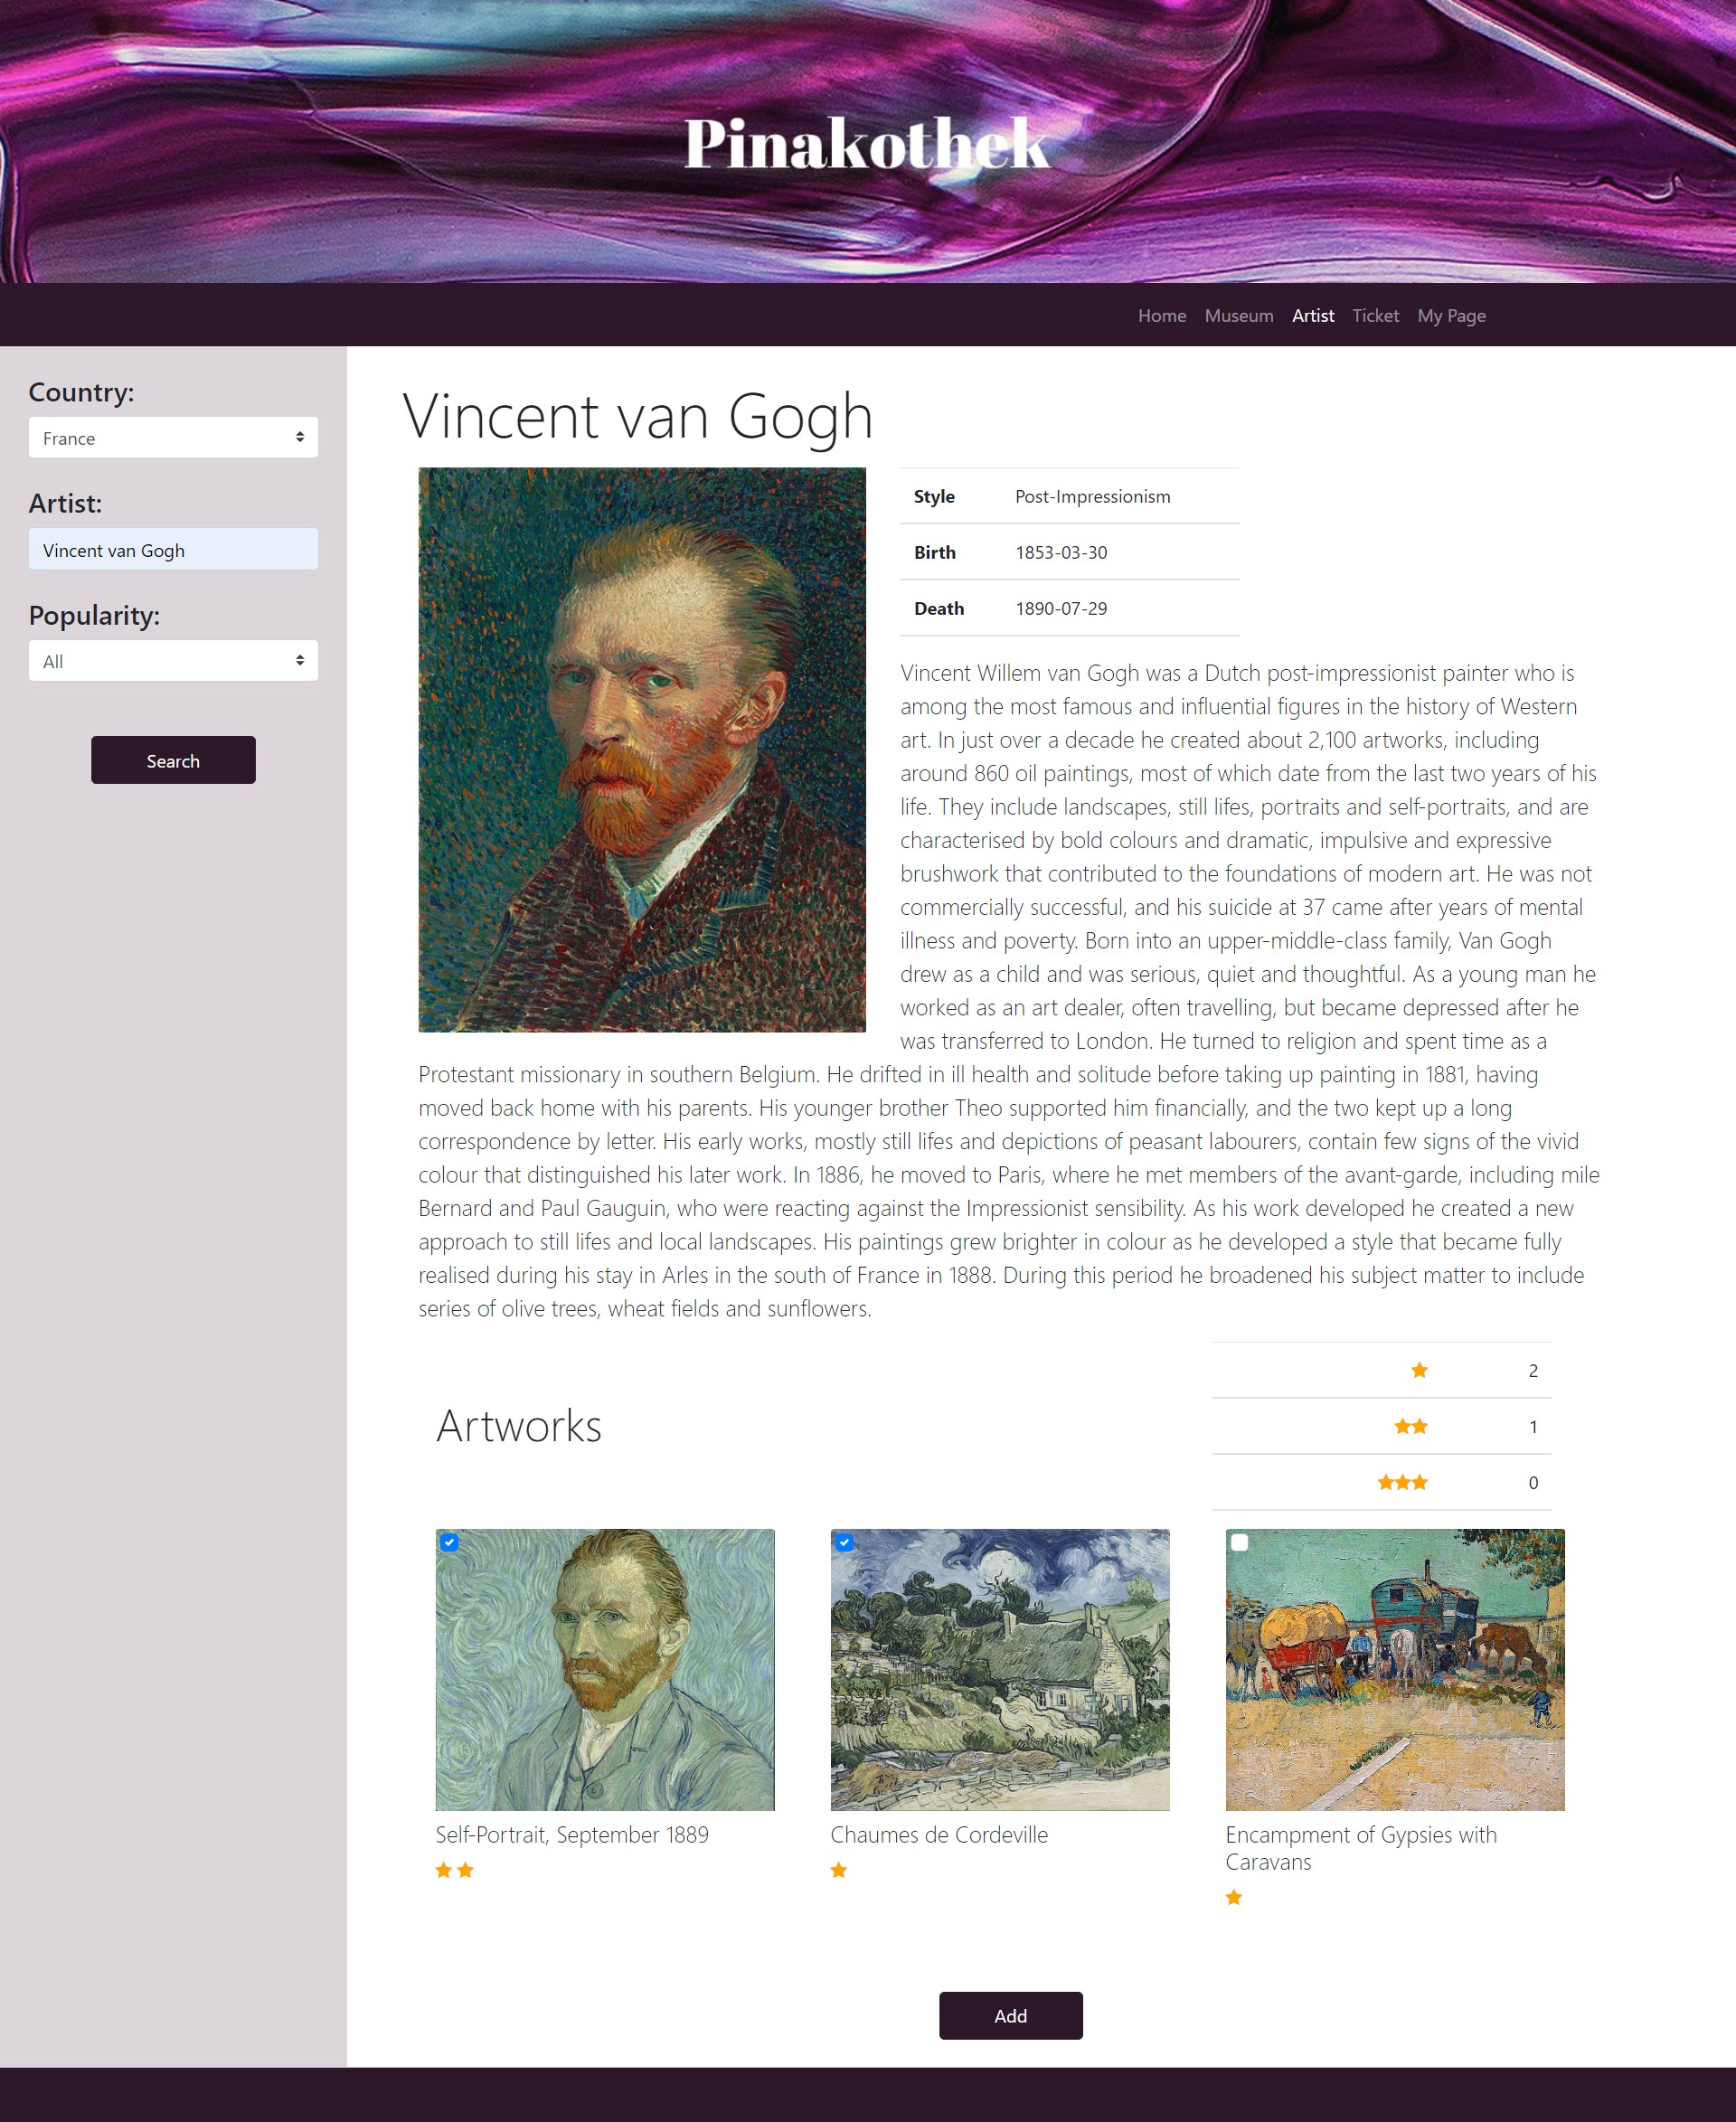 Pinakothek
Home Museum Artist Ticket My Page
Country:
France
Artist:
Vincent van Gogh
Popularity:
All
Search
Vincent van Gogh
Style Post-Impressionism
Birth 1853-03-30
Death 1890-07-29
Vincent Willem van Gogh was a Dutch post-impressionist painter who is
among the most famous and influential figures in the history of Western
art. In just over a decade he created about 2,100 artworks, including
around 860 oil paintings, most of which date from the last two years of his
life. They include landscapes, still lifes, portraits and self-portraits, and are
characterised by bold colours and dramatic, impulsive and expressive
brushwork that contributed to the foundations of modern art. He was not
commercially successful, and his suicide at 37 came after years of mental
illness and poverty. Born into an upper-middle-class family, Van Gogh
drew as a child and was serious, quiet and thoughtful. As a young man he
worked as an art dealer, often travelling, but became depressed after he
was transferred to London. He turned to religion and spent time as a
Protestant missionary in southern Belgium. He drifted in ill health and solitude before taking up painting in 1881, having
moved back home with his parents. His younger brother Theo supported him financially, and the two kept up a long
correspondence by letter. His early works, mostly still lifes and depictions of peasant labourers, contain few signs of the vivid
colour that distinguished his later work. In 1886, he moved to Paris, where he met members of the avant-garde, including mile
Bernard and Paul Gauguin, who were reacting against the Impressionist sensibility. As his work developed he created a new
approach to still lifes and local landscapes. His paintings grew brighter in colour as he developed a style that became fully
realised during his stay in Arles in the south of France in 1888. During this period he broadened his subject matter to include
series of olive trees, wheat fields and sunflowers.
2
Artworks
1
0
Self-Portrait, September 1889
Chaumes de Cordeville
Encampment of Gypsies with
Caravans
Add